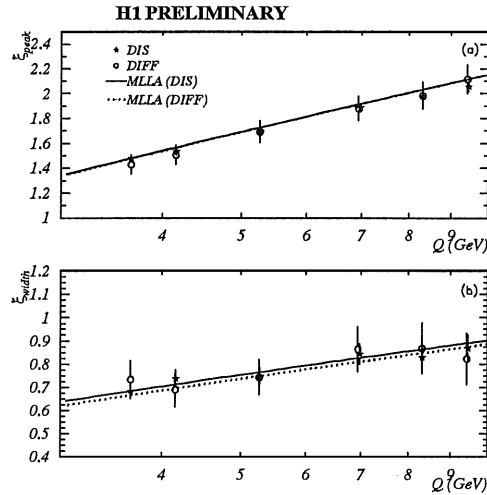 H1 PRELIMINARY
ξpeak
2.4
2.2
2
1.8
1.6
1.4
1.2
1
DIS
DIFF
MLLA (DIS)
MLLA (DIFF)
(a)
4 5 6 7 8 9
Q (GeV)
ξwidth
1.2
1.1
1
0.9
0.8
0.7
0.6
0.5
0.4
(b)
4 5 6 7 8 9
Q (GeV)